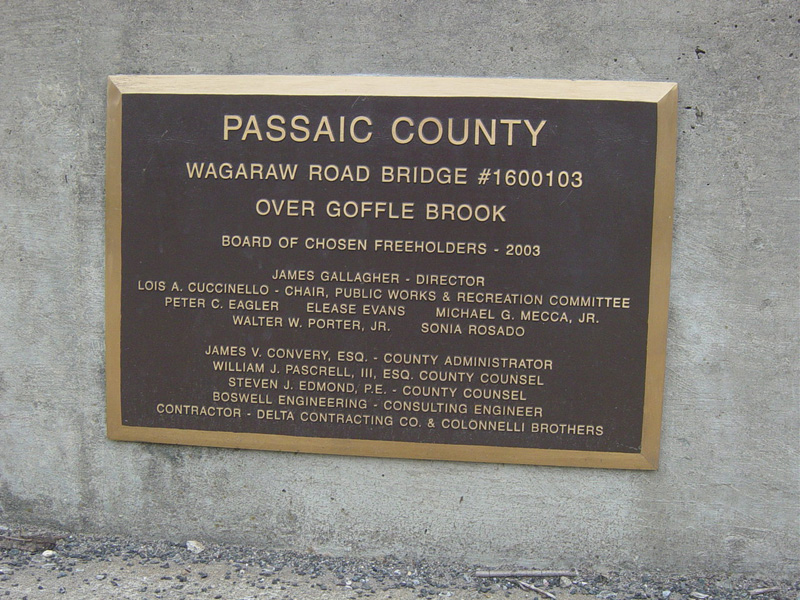 PASSAIC COUNTY
WAGARAW ROAD BRIDGE #1600103
OVER GOFFLE BROOK
BOARD OF CHOSEN FREEHOLDERS - 2003
JAMES GALLAGHER - DIRECTOR
LOIS A. CUCCINELLO - CHAIR, PUBLIC WORKS & RECREATION COMMITTEE
PETER C. EAGLER ELEASE EVANS MICHAEL G. MECCA, JR.
WALTER W. PORTER, JR. SONIA ROSADO
JAMES V. CONVERY, ESQ. - COUNTY ADMINISTRATOR
WILLIAM J. PASCRELL, III, ESQ. COUNTY COUNSEL
STEVEN J. EDMOND, P.E. - COUNTY COUNSEL
BOSWELL ENGINEERING - CONSULTING ENGINEER
CONTRACTOR - DELTA CONTRACTING CO. & COLONNELLI BROTHERS